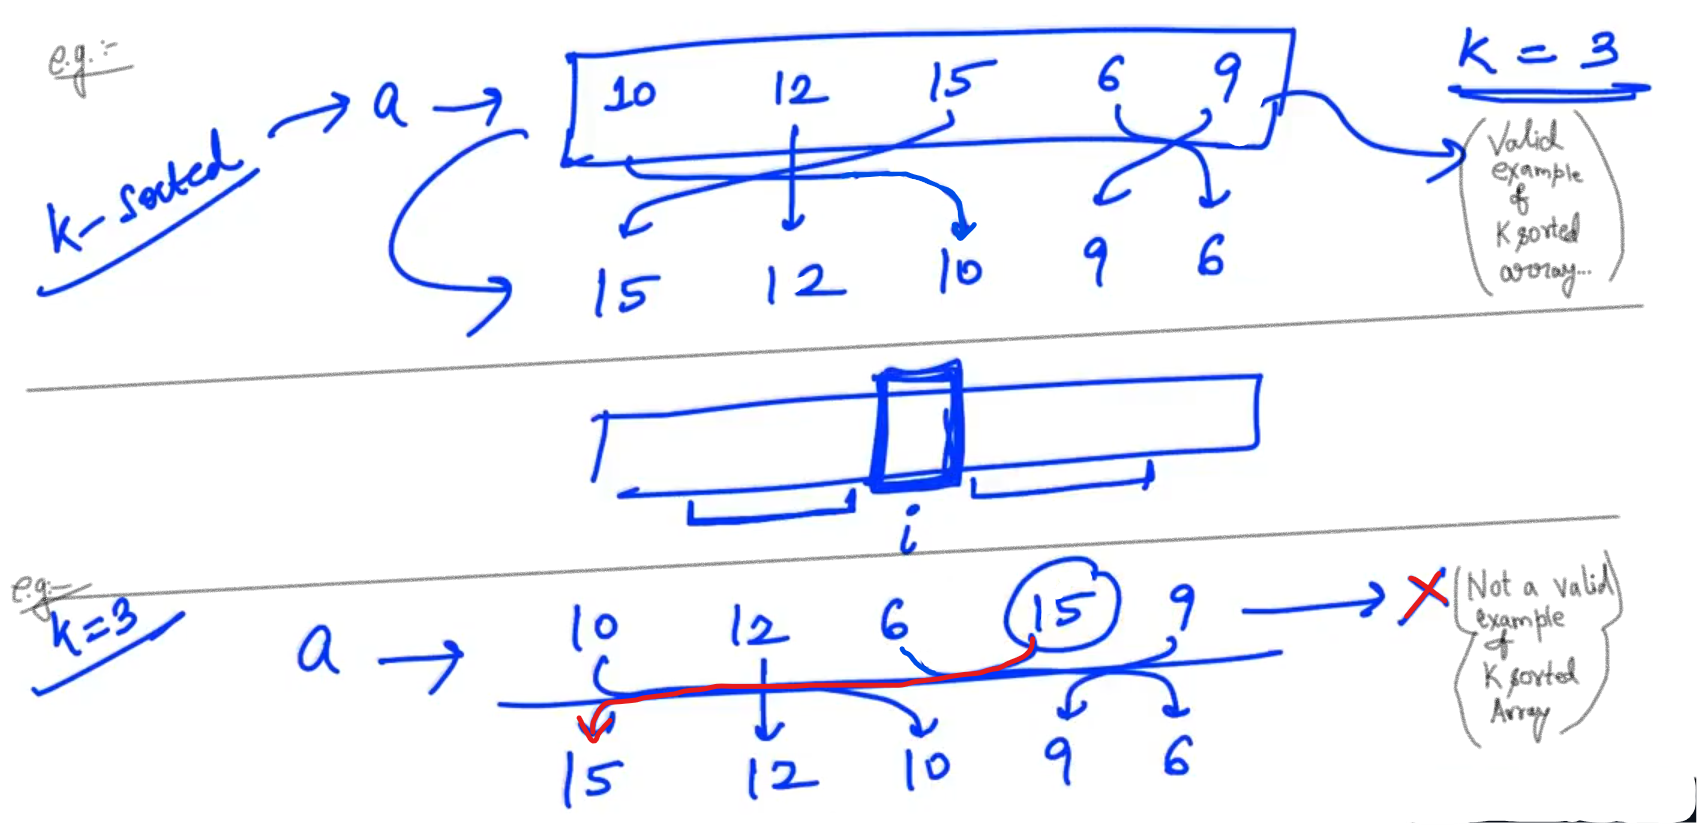 e.g :-
k-sorted
a
10 12 15 6 9
15 12 10 9 6
K = 3
Valid
example
of
K sorted
array...
i
e.g:-
k=3
a
10 12 6 15 9
15 12 10 9 6
Not a valid
example
of
K sorted
Array